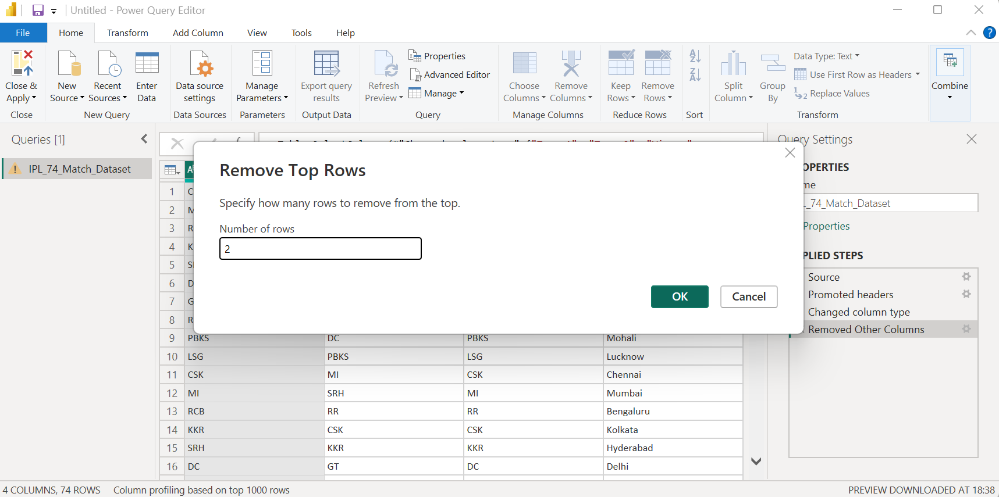 Untitled - Power Query Editor
File Home Transform Add Column View Tools Help
Close & Apply
New Source
Recent Sources
Enter Data
Data source settings
Manage Parameters
Export query results
Refresh Preview
Properties
Advanced Editor
Manage
Choose Columns
Remove Columns
Keep Rows
Remove Rows
Split Column
Group By
Data Type: Text
Use First Row as Headers
Replace Values
Combine
Close
New Query
Data Sources
Parameters
Output Data
Query
Manage Columns
Reduce Rows
Sort
Transform
Queries [1]
IPL_74_Match_Dataset
Remove Top Rows
Specify how many rows to remove from the top.
Number of rows
2
OK Cancel
1 C
2 M
3 R
4 K
5 S
6 D
7 G
8 R
9 PBKS DC PBKS Mohali
10 LSG PBKS LSG Lucknow
11 CSK MI CSK Chennai
12 MI SRH MI Mumbai
13 RCB RR RR Bengaluru
14 KKR CSK CSK Kolkata
15 SRH KKR KKR Hyderabad
16 DC GT DC Delhi
Query Settings
OPERTIES
me
L_74_Match_Dataset
Properties
PLIED STEPS
Source
Promoted headers
Changed column type
Removed Other Columns
4 COLUMNS, 74 ROWS Column profiling based on top 1000 rows
PREVIEW DOWNLOADED AT 18:38